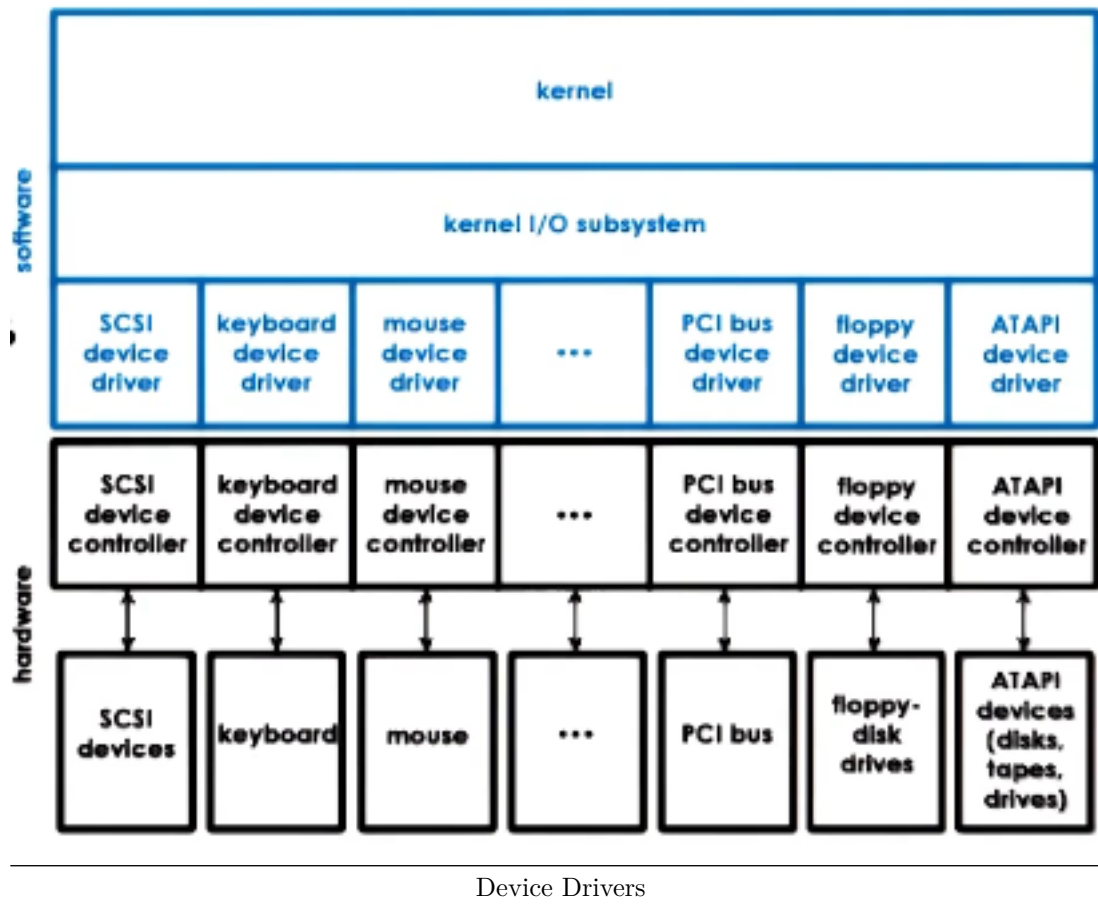 kernel
kernel I/O subsystem
software
SCSI
device
driver
keyboard
device
driver
mouse
device
driver
...
PCI bus
device
driver
floppy
device
driver
ATAPI
device
driver
SCSI
device
controller
keyboard
device
controller
mouse
device
controller
...
PCI bus
device
controller
floppy
device
controller
ATAPI
device
controller
hardware
SCSI
devices
keyboard
mouse
...
PCI bus
floppy-
disk
drives
ATAPI
devices
(disks,
tapes,
drives)
Device Drivers